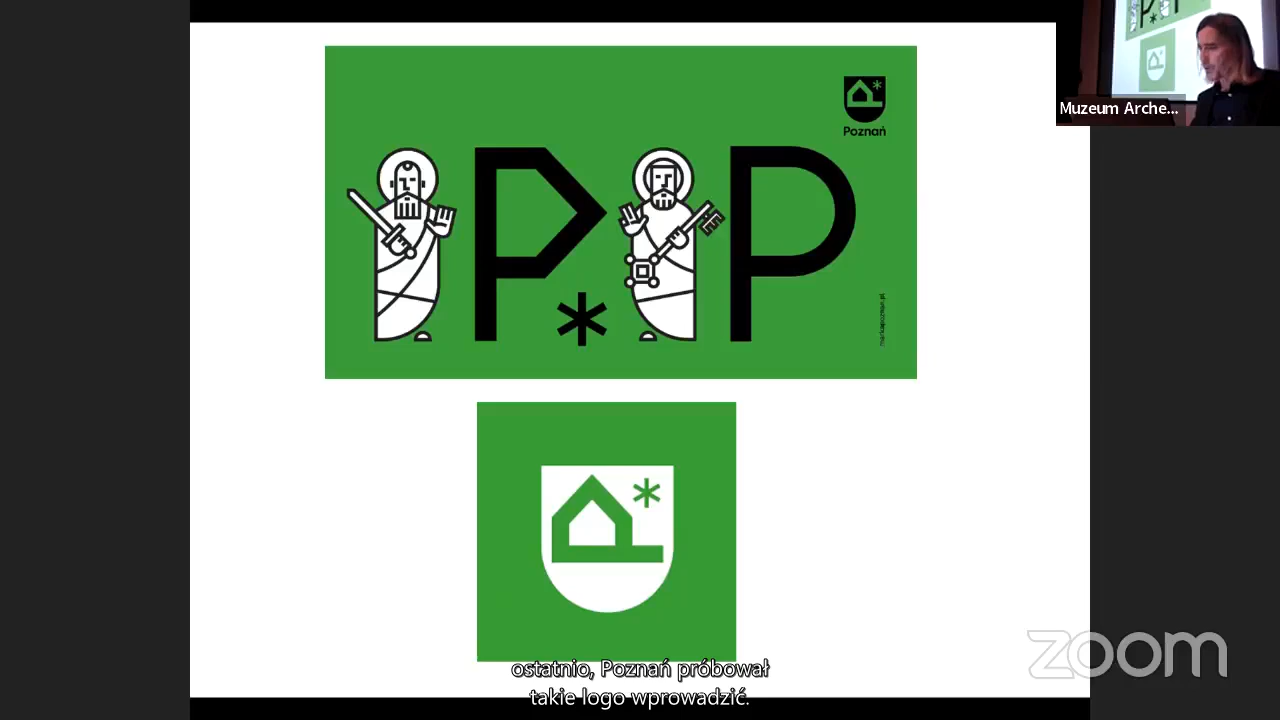 Muzeum Arche...
P*
Poznań
P* P
ostatnio, Poznań próbował
takie logo wprowadzić.
zoom